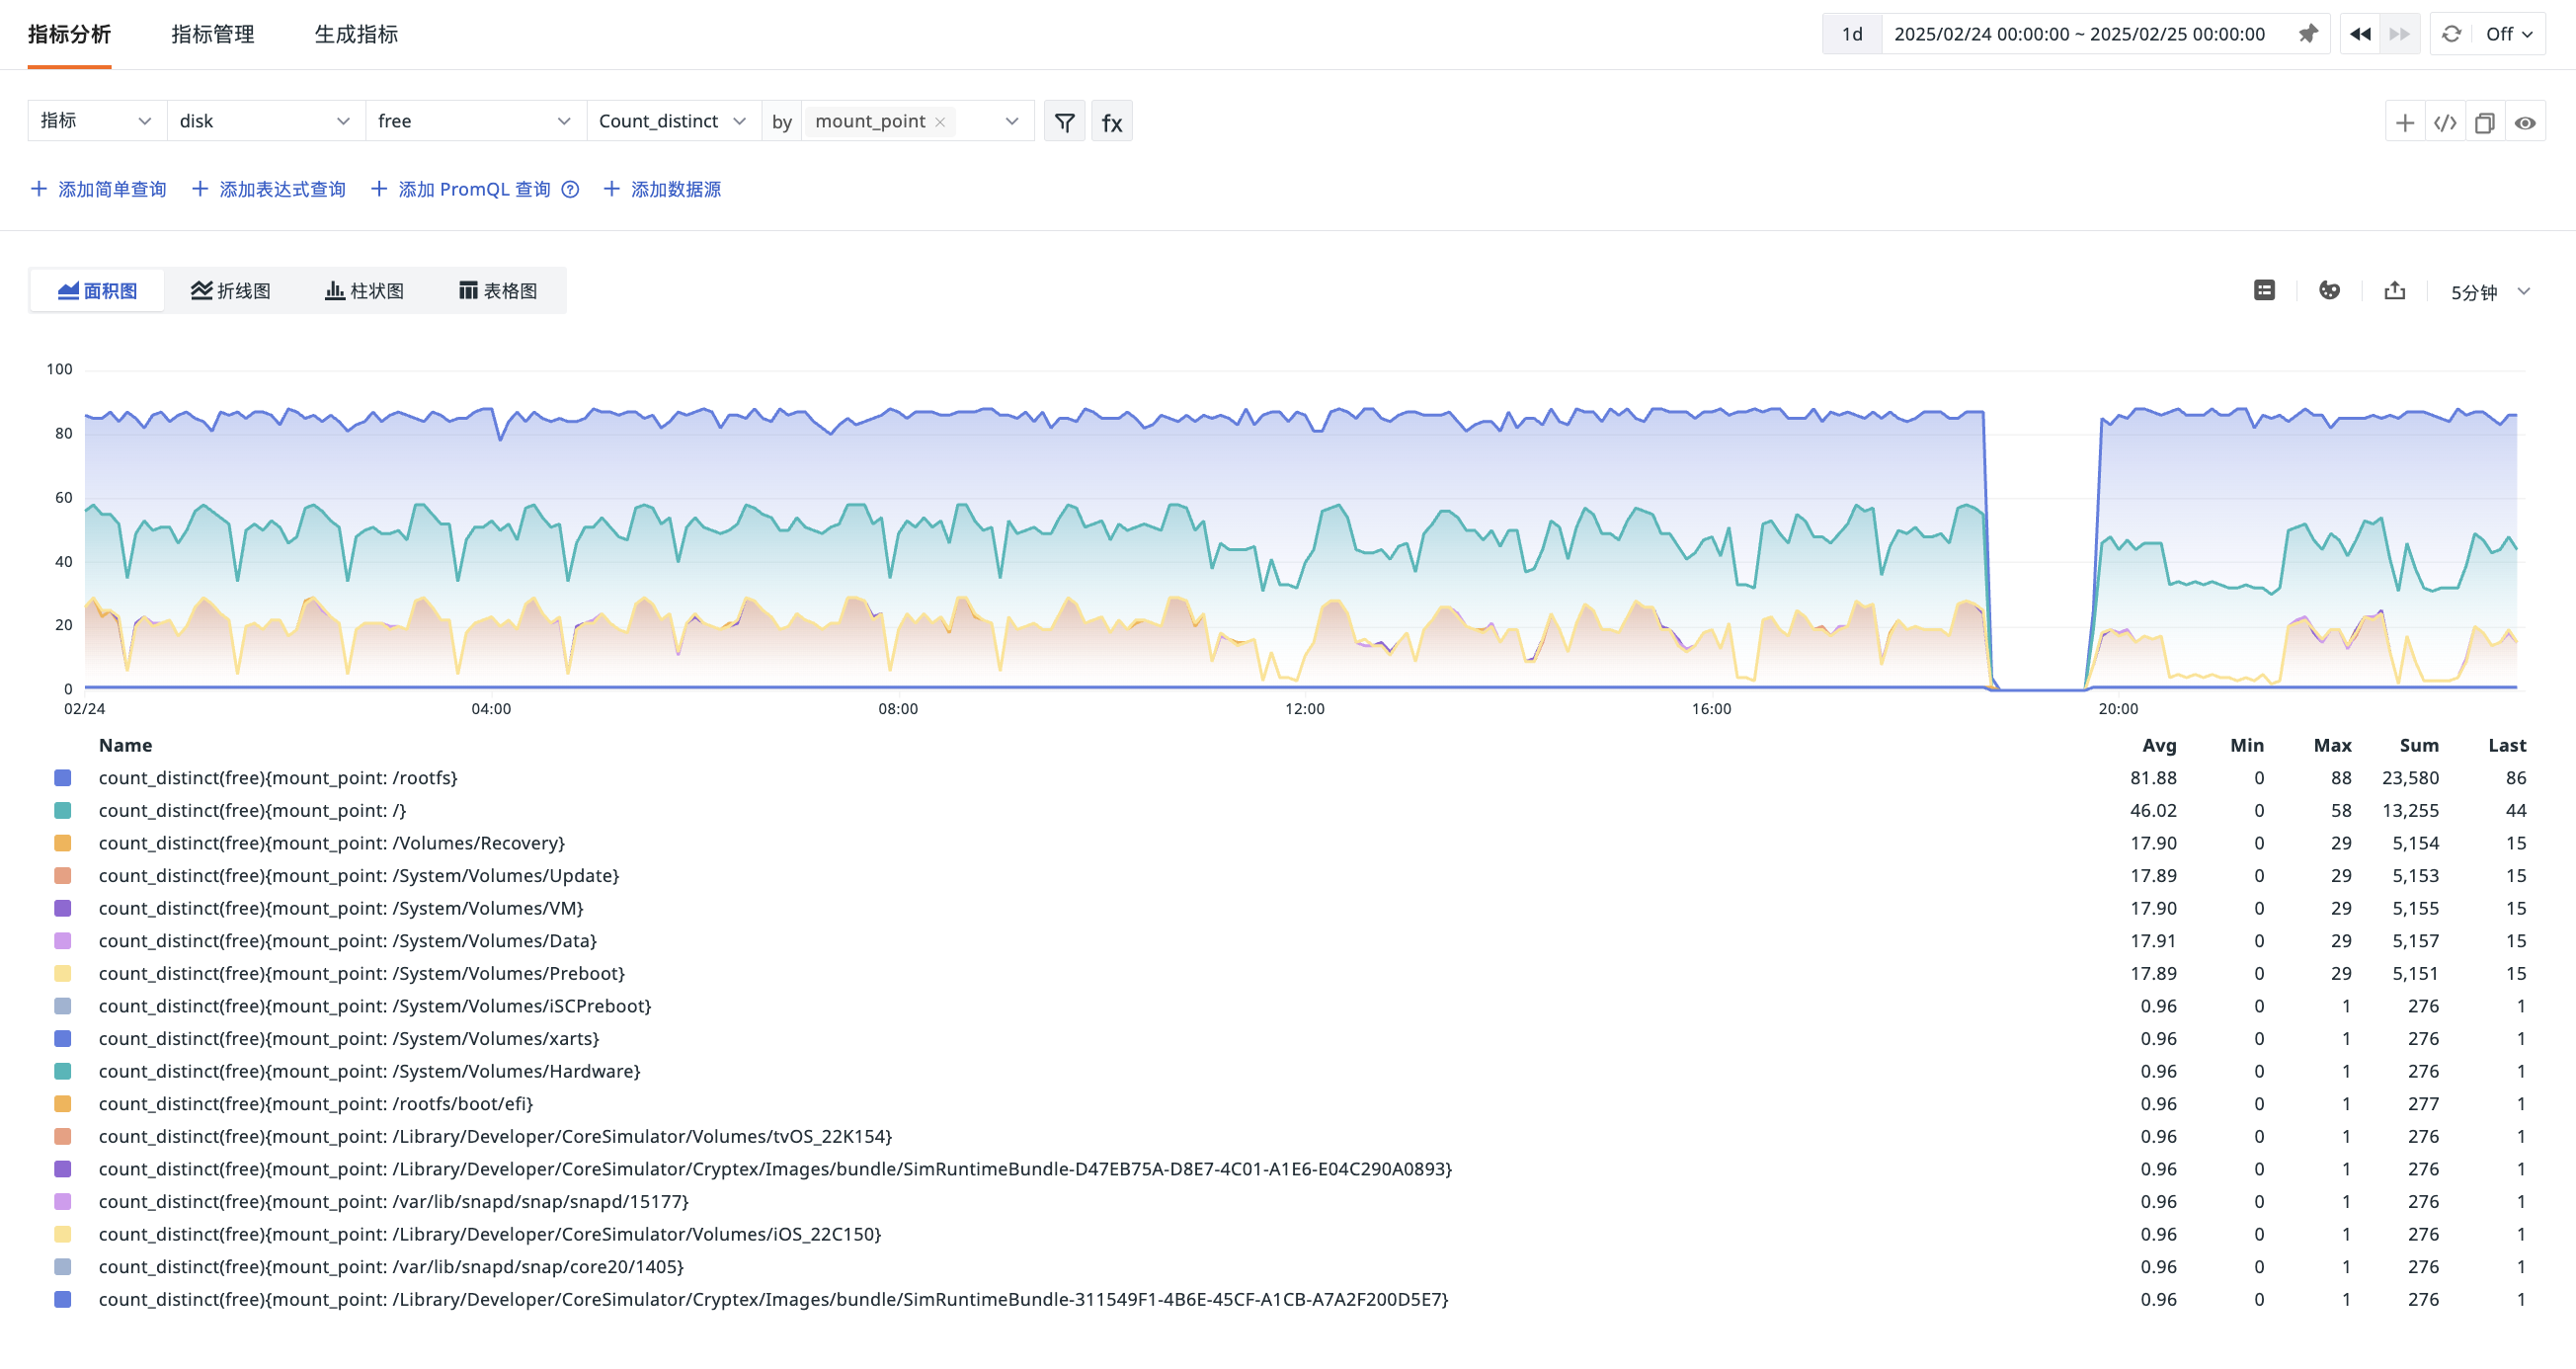 指标分析 指标管理 生成指标 1d 2025/02/24 00:00:00 ~ 2025/02/25 00:00:00 Off
指标 disk free Count_distinct by mount_point × fx </>
+ 添加简单查询 + 添加表达式查询 + 添加 PromQL 查询 ? + 添加数据源
面积图 折线图 柱状图 表格图 5分钟
100
80
60
40
20
0
02/24 04:00 08:00 12:00 16:00 20:00
Name Avg Min Max Sum Last
count_distinct(free){mount_point: /rootfs} 81.88 0 88 23,580 86
count_distinct(free){mount_point: /} 46.02 0 58 13,255 44
count_distinct(free){mount_point: /Volumes/Recovery} 17.90 0 29 5,154 15
count_distinct(free){mount_point: /System/Volumes/Update} 17.89 0 29 5,153 15
count_distinct(free){mount_point: /System/Volumes/VM} 17.90 0 29 5,155 15
count_distinct(free){mount_point: /System/Volumes/Data} 17.91 0 29 5,157 15
count_distinct(free){mount_point: /System/Volumes/Preboot} 17.89 0 29 5,151 15
count_distinct(free){mount_point: /System/Volumes/iSCPreboot} 0.96 0 1 276 1
count_distinct(free){mount_point: /System/Volumes/xarts} 0.96 0 1 276 1
count_distinct(free){mount_point: /System/Volumes/Hardware} 0.96 0 1 276 1
count_distinct(free){mount_point: /rootfs/boot/efi} 0.96 0 1 277 1
count_distinct(free){mount_point: /Library/Developer/CoreSimulator/Volumes/tvOS_22K154} 0.96 0 1 276 1
count_distinct(free){mount_point: /Library/Developer/CoreSimulator/Cryptex/Images/bundle/SimRuntimeBundle-D47EB75A-D8E7-4C01-A1E6-E04C290A0893} 0.96 0 1 276 1
count_distinct(free){mount_point: /var/lib/snapd/snap/snapd/15177} 0.96 0 1 276 1
count_distinct(free){mount_point: /Library/Developer/CoreSimulator/Volumes/iOS_22C150} 0.96 0 1 276 1
count_distinct(free){mount_point: /var/lib/snapd/snap/core20/1405} 0.96 0 1 276 1
count_distinct(free){mount_point: /Library/Developer/CoreSimulator/Cryptex/Images/bundle/SimRuntimeBundle-311549F1-4B6E-45CF-A1CB-A7A2F200D5E7} 0.96 0 1 276 1